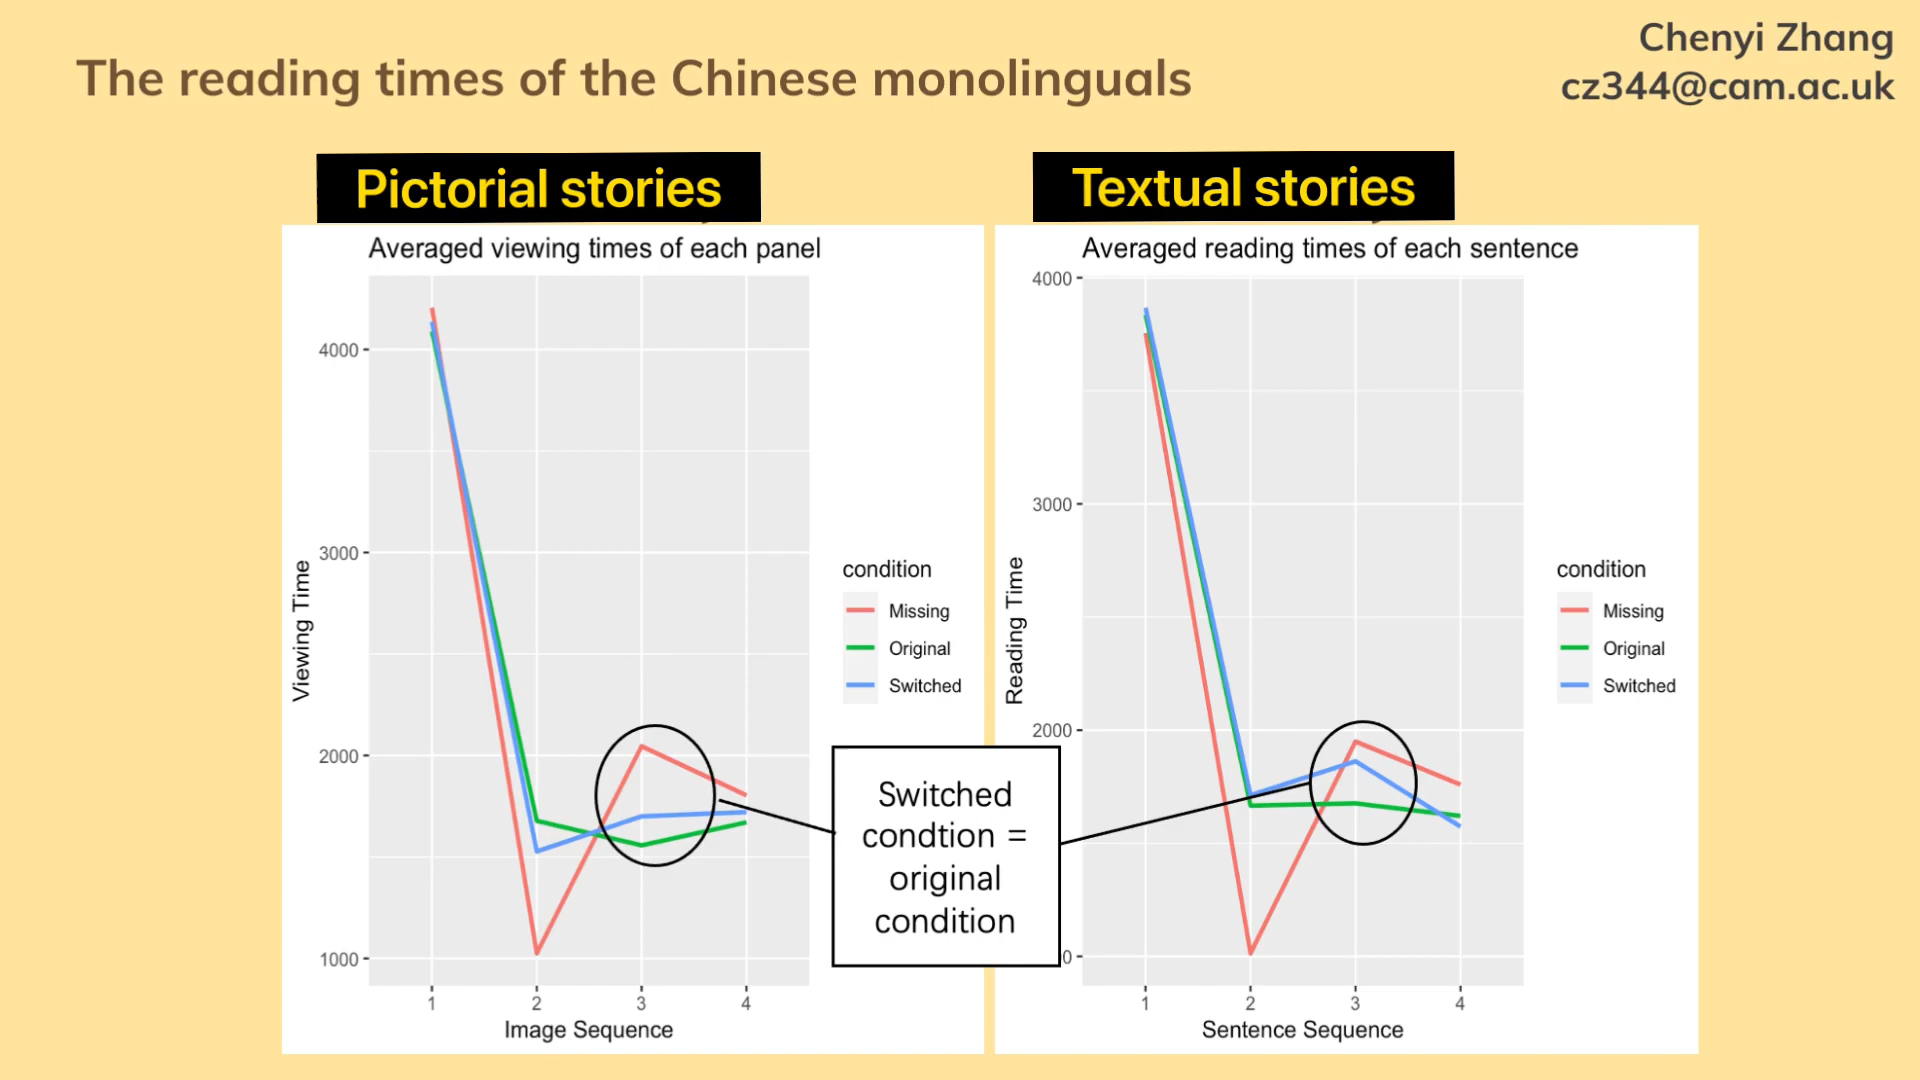 Chenyi Zhang
cz344@cam.ac.uk
The reading times of the Chinese monolinguals
Pictorial stories
Averaged viewing times of each panel
4000
3000
2000
1000
Viewing Time
1 2 3 4
Image Sequence
condition
Missing
Original
Switched
Switched
condtion =
original
condition
Textual stories
Averaged reading times of each sentence
4000
3000
2000
0
Reading Time
1 2 3 4
Sentence Sequence
condition
Missing
Original
Switched